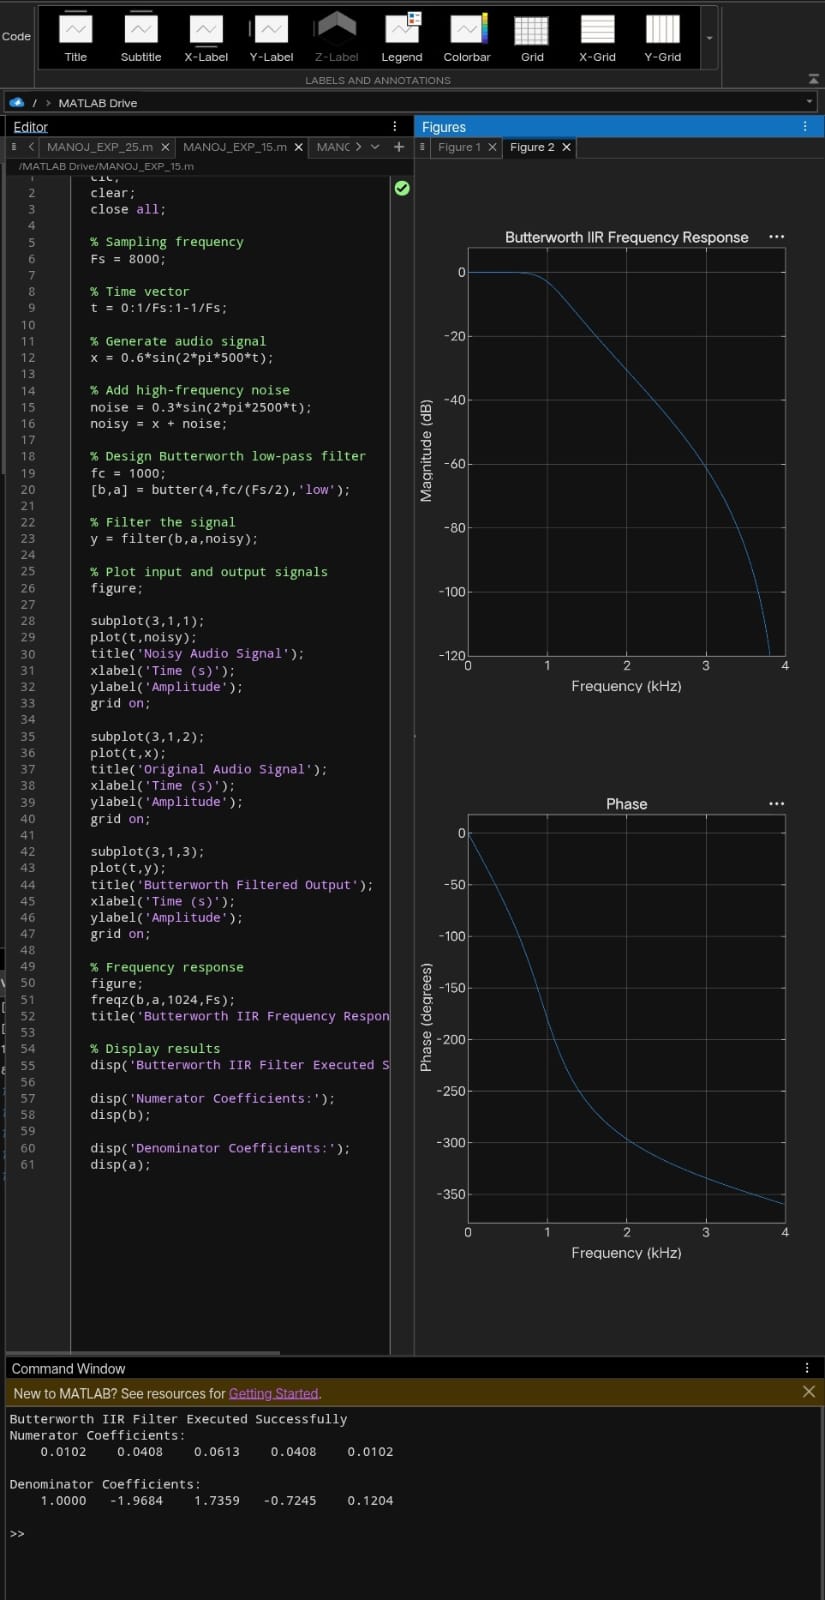 Code
Title
Subtitle
X-Label
Y-Label
Z-Label
Legend
Colorbar
Grid
X-Grid
Y-Grid
LABELS AND ANNOTATIONS
/ > MATLAB Drive
Editor
MANOJ_EXP_25.m
MANOJ_EXP_15.m
MANC
/MATLAB Drive/MANOJ_EXP_15.m
2 clear;
3 close all;
4
5 % Sampling frequency
6 Fs = 8000;
7
8 % Time vector
9 t = 0:1/Fs:1-1/Fs;
10
11 % Generate audio signal
12 x = 0.6*sin(2*pi*500*t);
13
14 % Add high-frequency noise
15 noise = 0.3*sin(2*pi*2500*t);
16 noisy = x + noise;
17
18 % Design Butterworth low-pass filter
19 fc = 1000;
20 [b,a] = butter(4,fc/(Fs/2),'low');
21
22 % Filter the signal
23 y = filter(b,a,noisy);
24
25 % Plot input and output signals
26 figure;
27
28 subplot(3,1,1);
29 plot(t,noisy);
30 title('Noisy Audio Signal');
31 xlabel('Time (s)');
32 ylabel('Amplitude');
33 grid on;
34
35 subplot(3,1,2);
36 plot(t,x);
37 title('Original Audio Signal');
38 xlabel('Time (s)');
39 ylabel('Amplitude');
40 grid on;
41
42 subplot(3,1,3);
43 plot(t,y);
44 title('Butterworth Filtered Output');
45 xlabel('Time (s)');
46 ylabel('Amplitude');
47 grid on;
48
49 % Frequency response
50 figure;
51 freqz(b,a,1024,Fs);
52 title('Butterworth IIR Frequency Respon
53
54 % Display results
55 disp('Butterworth IIR Filter Executed S
56
57 disp('Numerator Coefficients:');
58 disp(b);
59
60 disp('Denominator Coefficients:');
61 disp(a);
Figures
Figure 1
Figure 2
Butterworth IIR Frequency Response
Magnitude (dB)
0
-20
-40
-60
-80
-100
-120
0 1 2 3 4
Frequency (kHz)
Phase
Phase (degrees)
0
-50
-100
-150
-200
-250
-300
-350
0 1 2 3 4
Frequency (kHz)
Command Window
New to MATLAB? See resources for Getting Started.
Butterworth IIR Filter Executed Successfully
Numerator Coefficients:
0.0102 0.0408 0.0613 0.0408 0.0102
Denominator Coefficients:
1.0000 -1.9684 1.7359 -0.7245 0.1204
>>